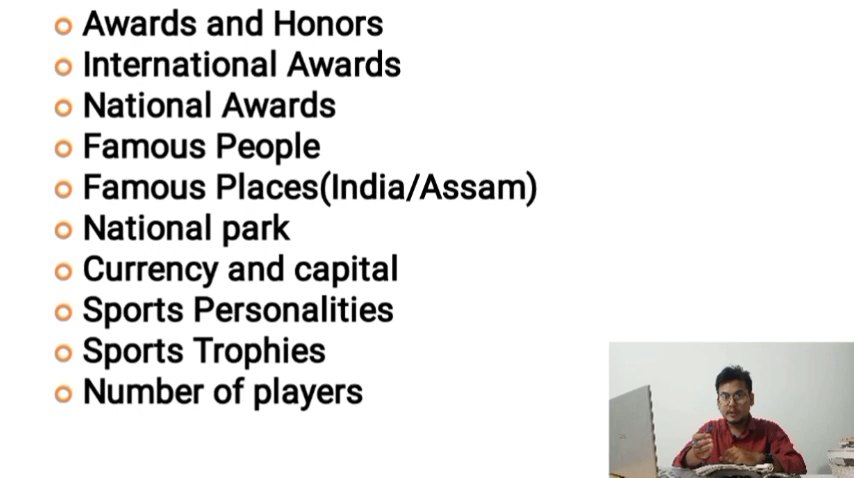 Awards and Honors
International Awards
National Awards
Famous People
Famous Places(India/Assam)
National park
Currency and capital
Sports Personalities
Sports Trophies
Number of players